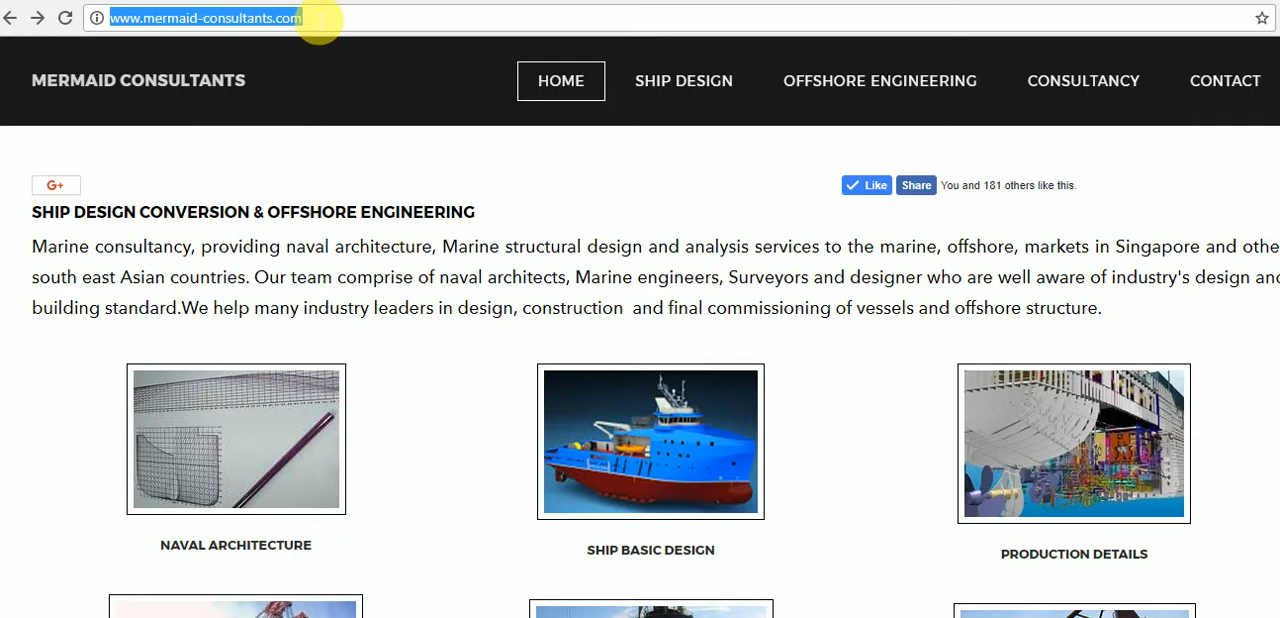 www.mermaid-consultants.com
MERMAID CONSULTANTS
HOME
SHIP DESIGN
OFFSHORE ENGINEERING
CONSULTANCY
CONTACT
G+
Like
Share
You and 181 others like this.
SHIP DESIGN CONVERSION & OFFSHORE ENGINEERING
Marine consultancy, providing naval architecture, Marine structural design and analysis services to the marine, offshore, markets in Singapore and othe
south east Asian countries. Our team comprise of naval architects, Marine engineers, Surveyors and designer who are well aware of industry's design and
building standard.We help many industry leaders in design, construction and final commissioning of vessels and offshore structure.
NAVAL ARCHITECTURE
SHIP BASIC DESIGN
PRODUCTION DETAILS